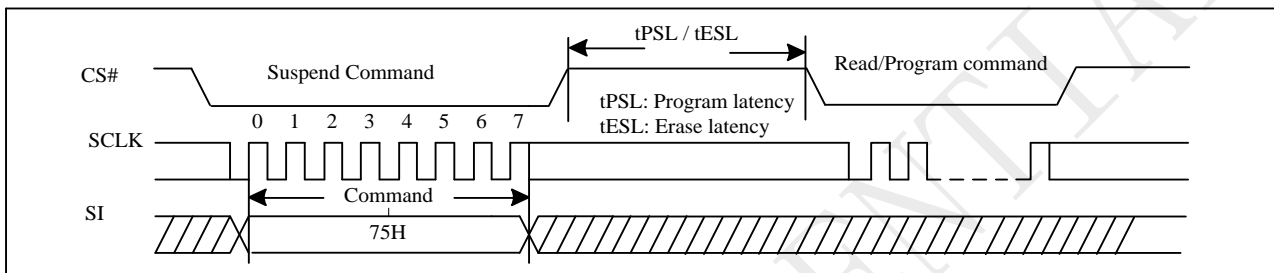 tPSL / tESL
CS#
Suspend Command
Read/Program command
tPSL: Program latency
tESL: Erase latency
0 1 2 3 4 5 6 7
SCLK
Command
SI
75H